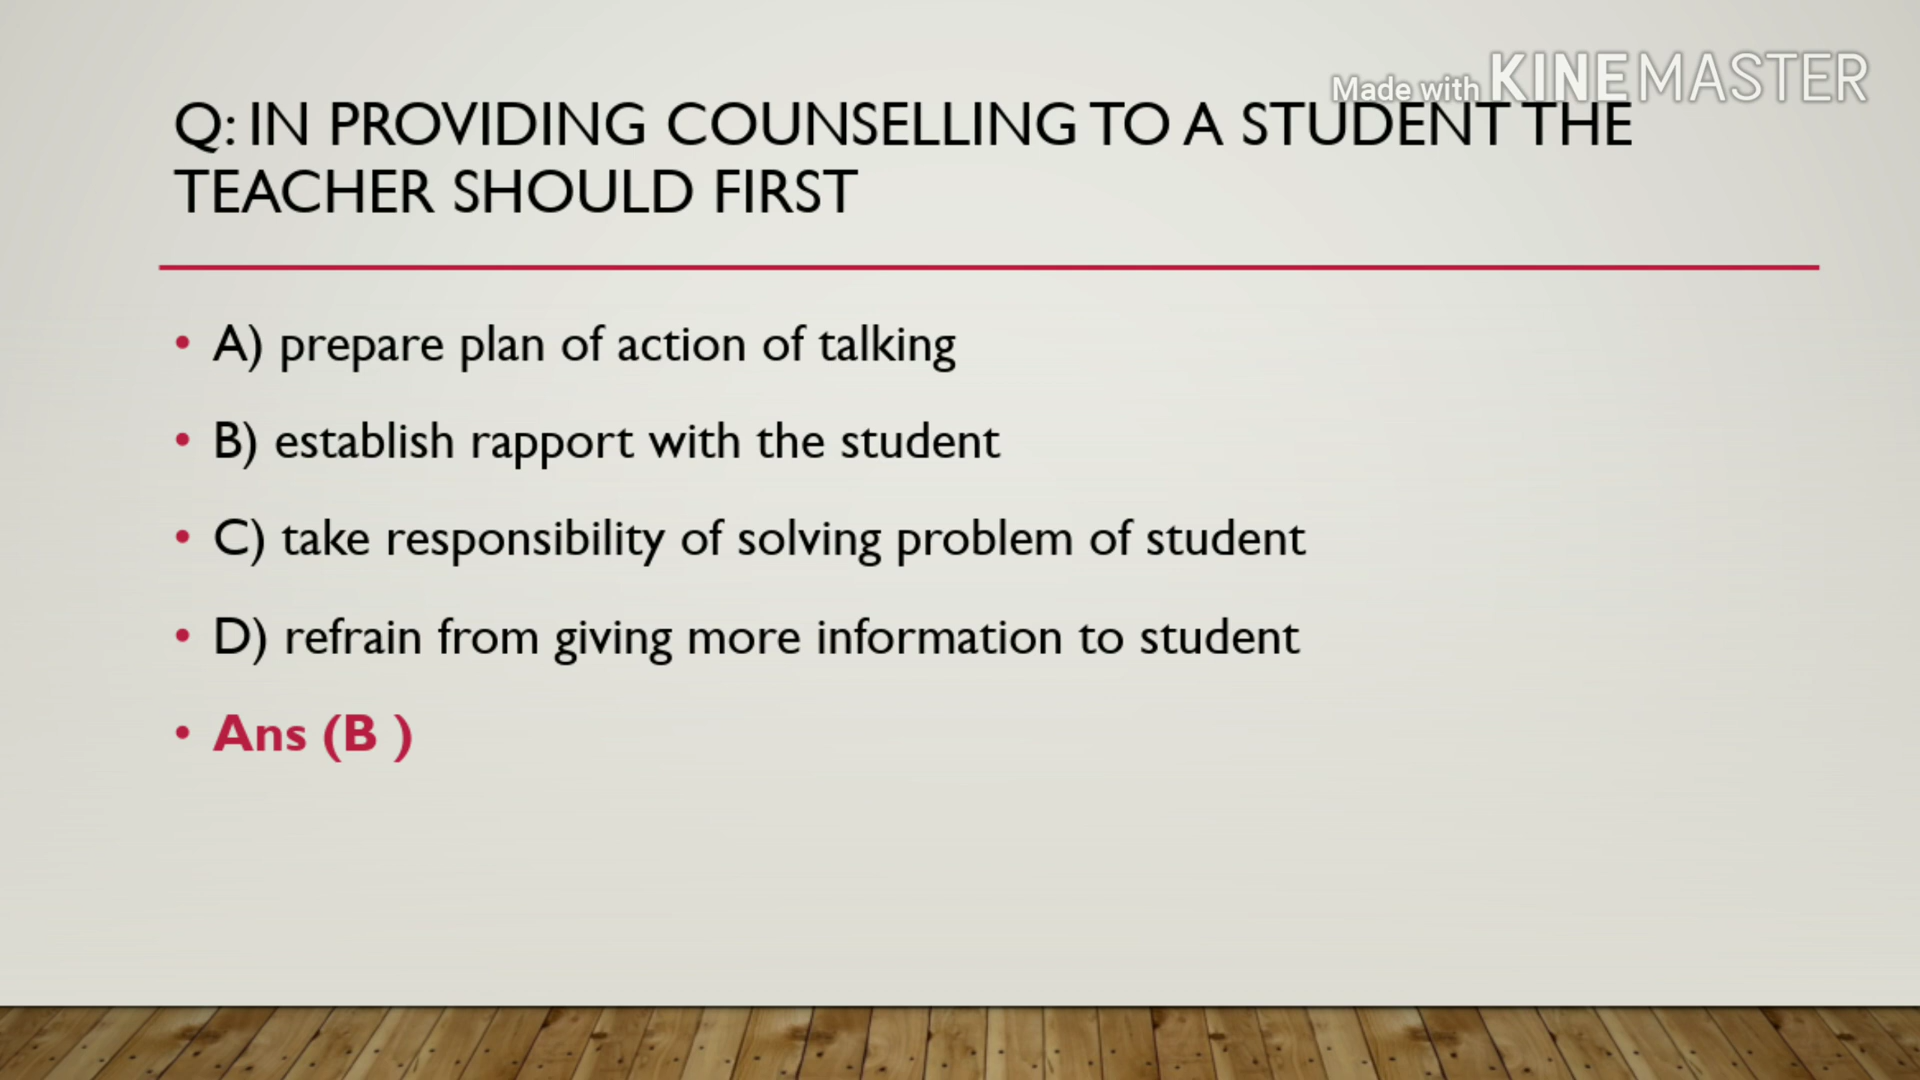 Made with KINEMASTER
Q: IN PROVIDING COUNSELLING TO A STUDENT THE
TEACHER SHOULD FIRST
• A) prepare plan of action of talking
• B) establish rapport with the student
• C) take responsibility of solving problem of student
• D) refrain from giving more information to student
• Ans (B )